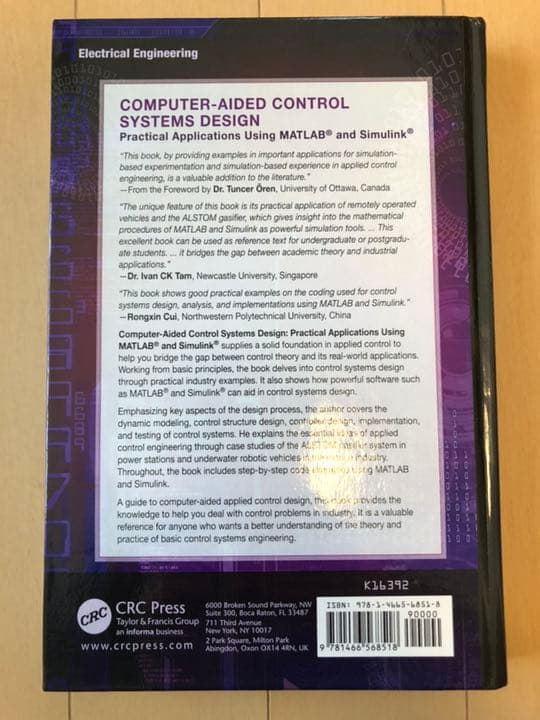 Electrical Engineering
COMPUTER-AIDED CONTROL
SYSTEMS DESIGN
Practical Applications Using MATLAB® and Simulink®
"This book, by providing examples in important applications for simulation-
based experimentation and simulation-based experience in applied control
engineering, is a valuable addition to the literature."
—From the Foreword by Dr. Tuncer Ören, University of Ottawa, Canada
"The unique feature of this book is its practical application of remotely operated
vehicles and the ALSTOM gasifier, which gives insight into the mathematical
procedures of MATLAB and Simulink as powerful simulation tools. ... This
excellent book can be used as reference text for undergraduate or postgradu-
ate students. ... it bridges the gap between academic theory and industrial
applications."
—Dr. Ivan CK Tam, Newcastle University, Singapore
"This book shows good practical examples on the coding used for control
systems design, analysis, and implementations using MATLAB and Simulink."
—Rongxin Cui, Northwestern Polytechnical University, China
Computer-Aided Control Systems Design: Practical Applications Using
MATLAB® and Simulink® supplies a solid foundation in applied control to
help you bridge the gap between control theory and its real-world applications.
Working from basic principles, the book delves into control systems design
through practical industry examples. It also shows how powerful software such
as MATLAB® and Simulink® can aid in control systems design.
Emphasizing key aspects of the design process, the author covers the
dynamic modeling, control structure design, controller design, implementation,
and testing of control systems. He explains the essential ideas of applied
control engineering through case studies of the ALSTOM gasifier system in
power stations and underwater robotic vehicles in the industry.
Throughout, the book includes step-by-step code using MATLAB
and Simulink.
A guide to computer-aided applied control design, this book provides the
knowledge to help you deal with control problems in industry. It is a valuable
reference for anyone who wants a better understanding of the theory and
practice of basic control systems engineering.
K16392
CRC
CRC Press
Taylor & Francis Group
an informa business
www.crcpress.com
6000 Broken Sound Parkway, NW
Suite 300, Boca Raton, FL 33487
711 Third Avenue
New York, NY 10017
2 Park Square, Milton Park
Abingdon, Oxon OX14 4RN, UK
ISBN: 978-1-4665-6851-8
90000
9781466568518